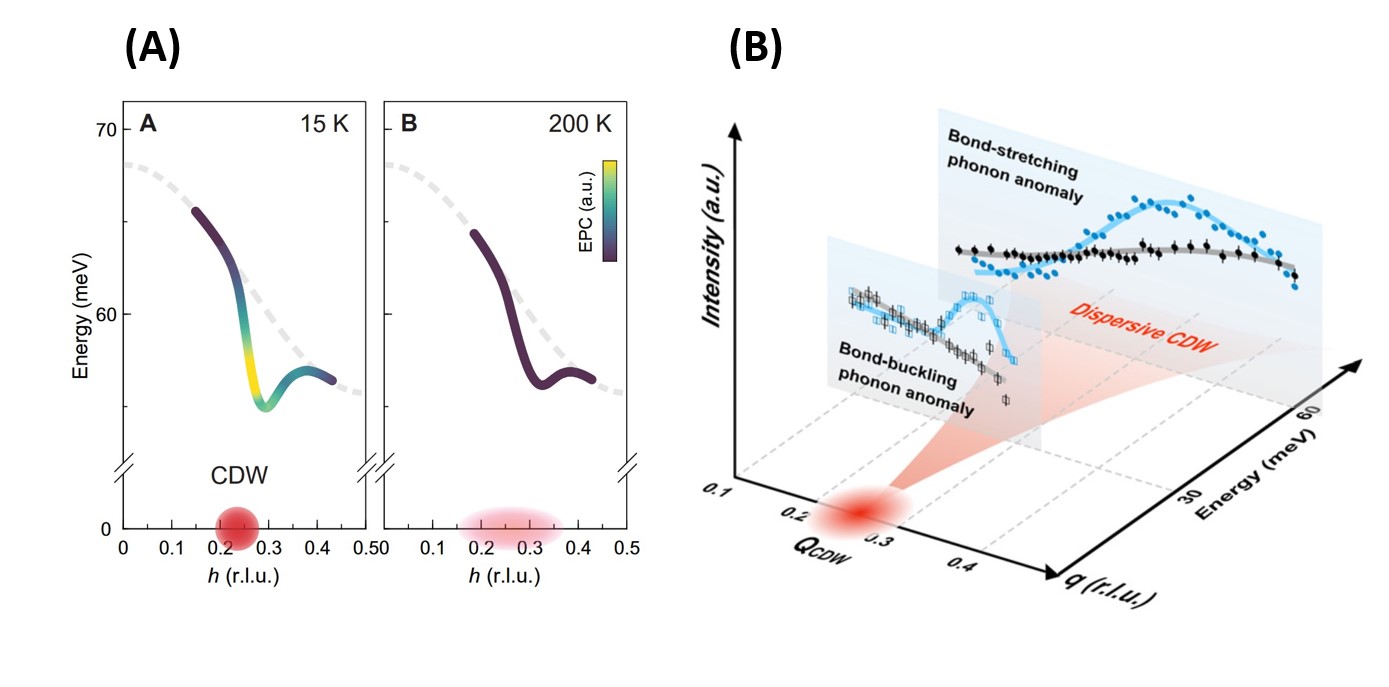 (A)
(B)
A
15 K
B
200 K
70
60
0
Energy (meV)
EPC (a.u.)
CDW
0
0.1
0.2
0.3
0.4
0.5
0
0.1
0.2
0.3
0.4
0.5
h (r.l.u.)
h (r.l.u.)
Intensity (a.u.)
Bond-stretching
phonon anomaly
Bond-buckling
phonon anomaly
Dispersive CDW
0.1
0.2
0.3
0.4
QCDW
q (r.l.u.)
30
60
Energy (meV)